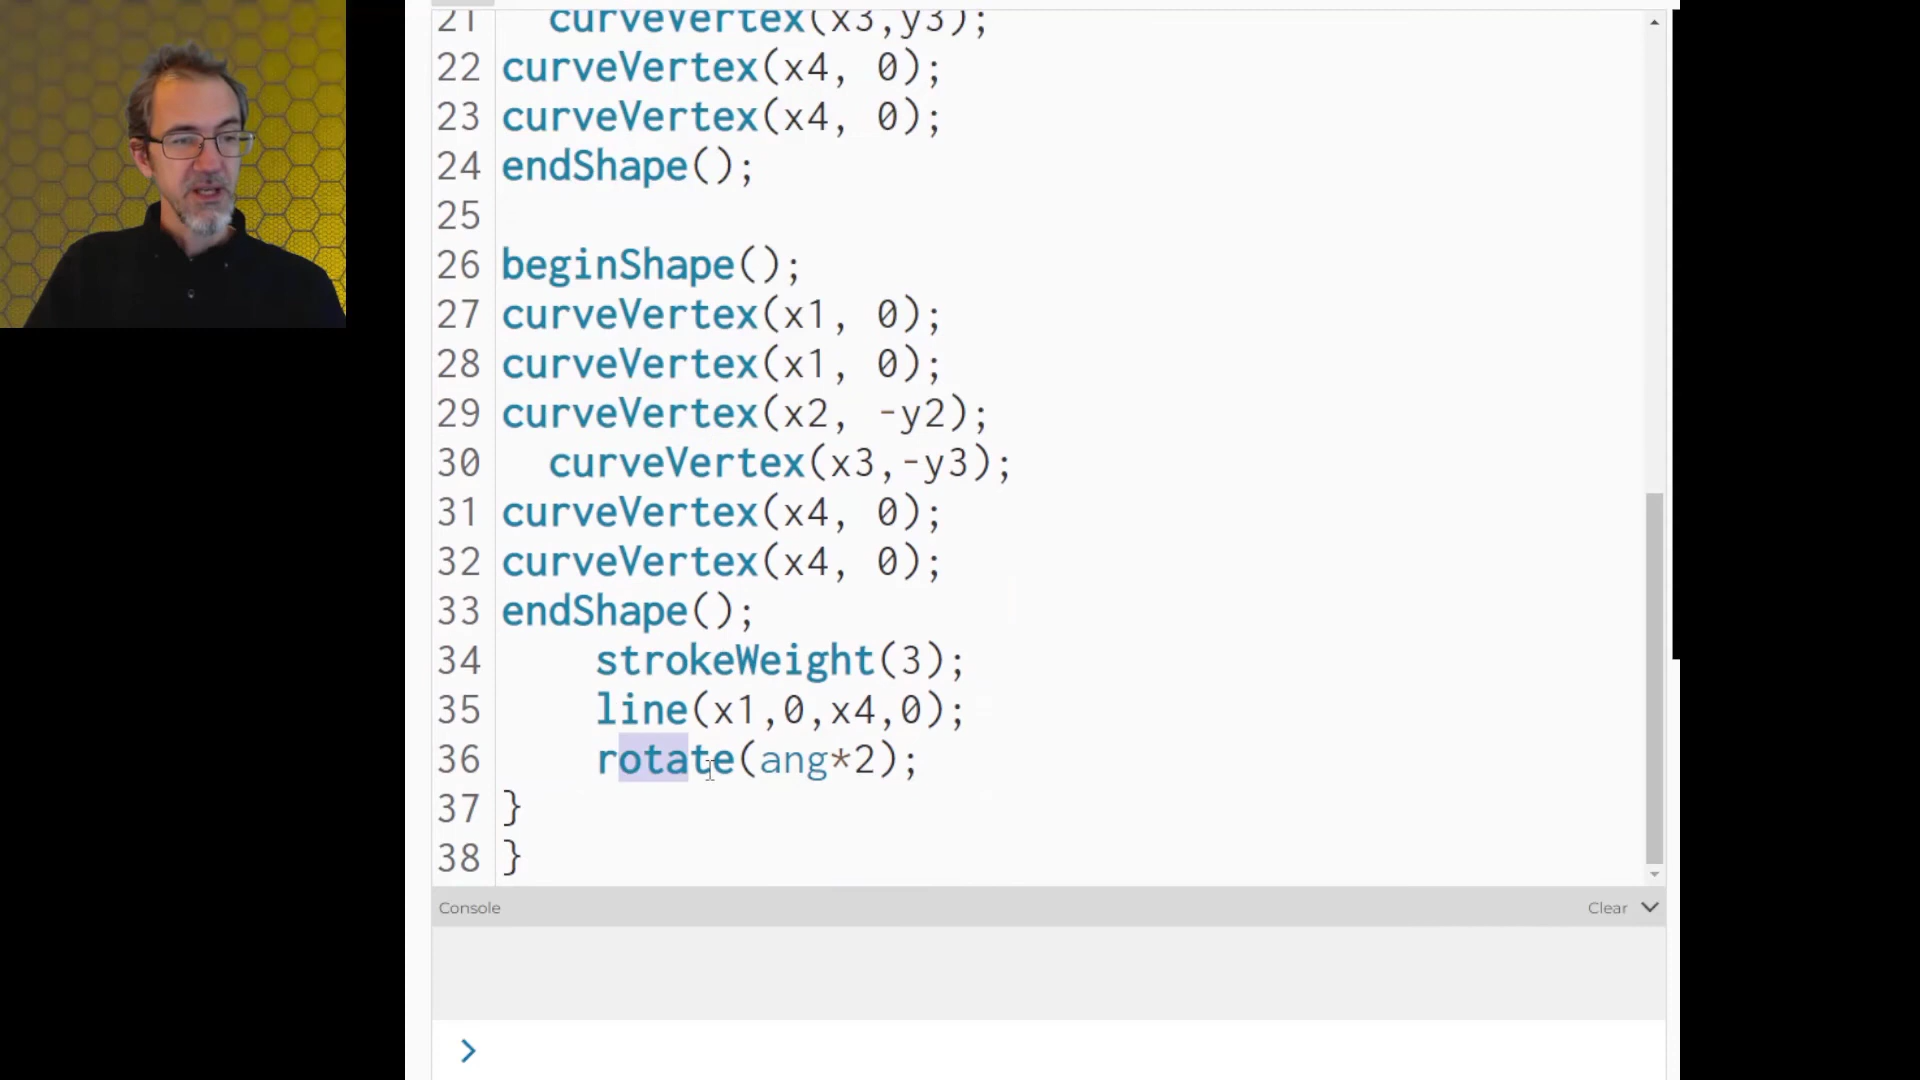 21 curveVertex(x3,y3);
22 curveVertex(x4, 0);
23 curveVertex(x4, 0);
24 endShape();
25
26 beginShape();
27 curveVertex(x1, 0);
28 curveVertex(x1, 0);
29 curveVertex(x2, -y2);
30 curveVertex(x3,-y3);
31 curveVertex(x4, 0);
32 curveVertex(x4, 0);
33 endShape();
34 strokeWeight(3);
35 line(x1,0,x4,0);
36 rotate(ang*2);
37 }
38 }
Console
Clear
>